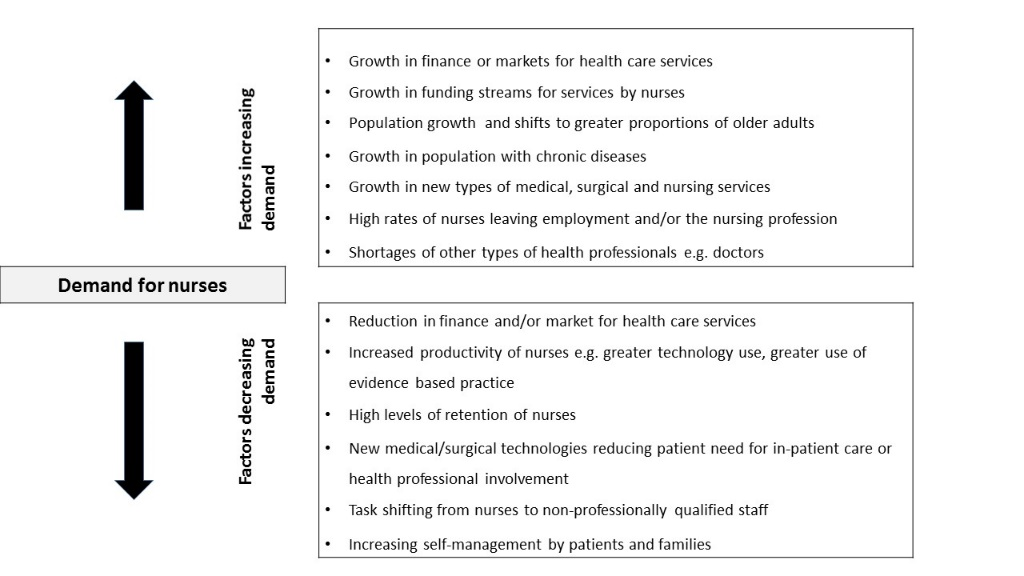 Factors increasing
demand
• Growth in finance or markets for health care services
• Growth in funding streams for services by nurses
• Population growth and shifts to greater proportions of older adults
• Growth in population with chronic diseases
• Growth in new types of medical, surgical and nursing services
• High rates of nurses leaving employment and/or the nursing profession
• Shortages of other types of health professionals e.g. doctors
Demand for nurses
Factors decreasing
demand
• Reduction in finance and/or market for health care services
• Increased productivity of nurses e.g. greater technology use, greater use of
evidence based practice
• High levels of retention of nurses
• New medical/surgical technologies reducing patient need for in-patient care or
health professional involvement
• Task shifting from nurses to non-professionally qualified staff
• Increasing self-management by patients and families